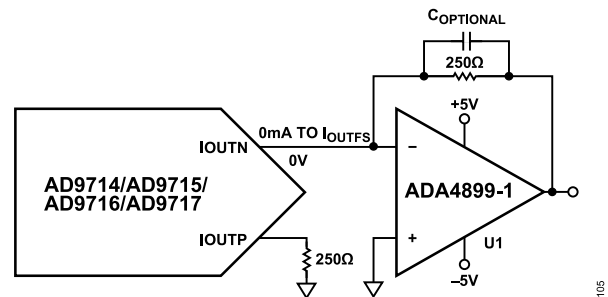 COPTIONAL
250Ω
+5V
IOUTN
0mA TO IOUTFS
0V
–
AD9714/AD9715/
AD9716/AD9717
ADA4899-1
IOUTP
+
U1
250Ω
–5V
105